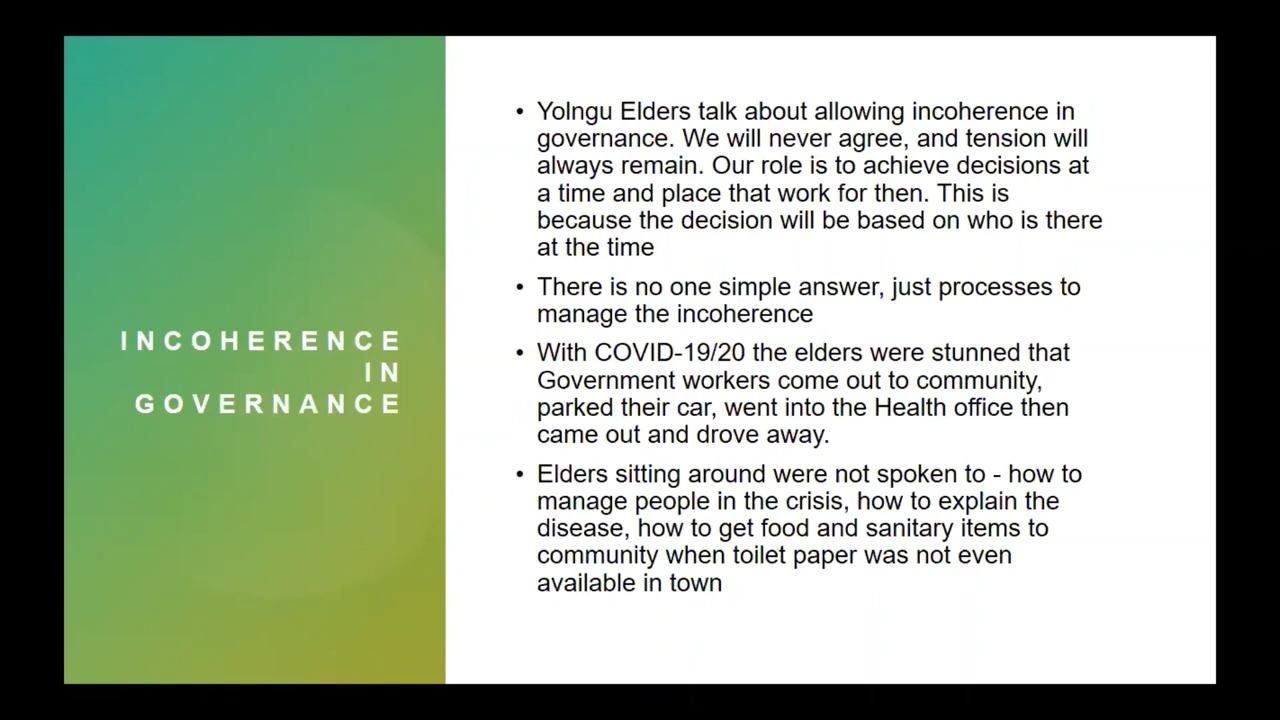 INCOHERENCE
IN
GOVERNANCE
• Yolngu Elders talk about allowing incoherence in
governance. We will never agree, and tension will
always remain. Our role is to achieve decisions at
a time and place that work for then. This is
because the decision will be based on who is there
at the time
• There is no one simple answer, just processes to
manage the incoherence
• With COVID-19/20 the elders were stunned that
Government workers come out to community,
parked their car, went into the Health office then
came out and drove away.
• Elders sitting around were not spoken to - how to
manage people in the crisis, how to explain the
disease, how to get food and sanitary items to
community when toilet paper was not even
available in town